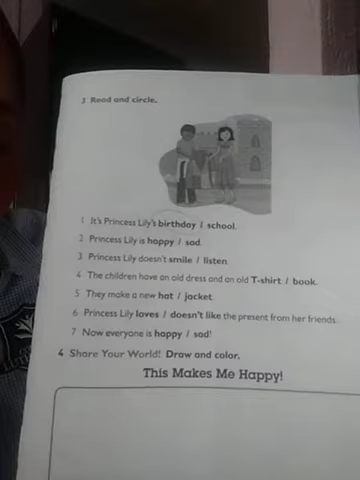 3 Read and circle.
1 It's Princess Lily's birthday / school.
2 Princess Lily is happy / sad.
3 Princess Lily doesn't smile / listen.
4 The children have an old dress and an old T-shirt / book.
5 They make a new hat / jacket.
6 Princess Lily loves / doesn't like the present from her friends.
7 Now everyone is happy / sad!
4 Share Your World! Draw and color.
This Makes Me Happy!